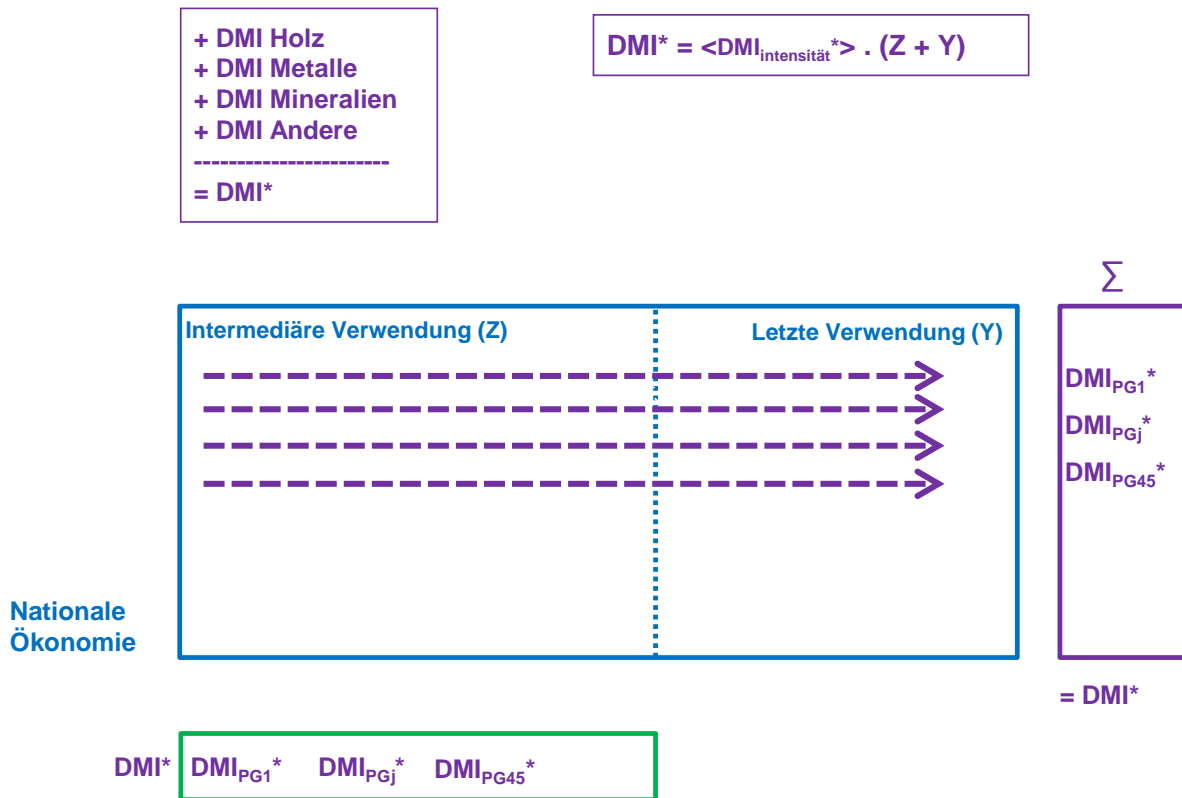 + DMI Holz
+ DMI Metalle
+ DMI Mineralien
+ DMI Andere
-----------------------
= DMI*
DMI* = <DMIintensität*> . (Z + Y)
∑
Intermediäre Verwendung (Z)
Letzte Verwendung (Y)
DMIPG1*
DMIPGj*
DMIPG45*
Nationale
Ökonomie
= DMI*
DMI* DMIPG1* DMIPGj* DMIPG45*